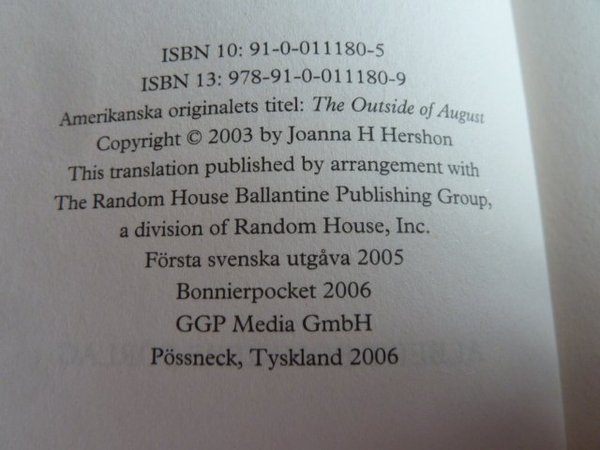 ISBN 10: 91-0-011180-5
ISBN 13: 978-91-0-011180-9
Amerikanska originalets titel: The Outside of August
Copyright © 2003 by Joanna H Hershon
This translation published by arrangement with
The Random House Ballantine Publishing Group,
a division of Random House, Inc.
Första svenska utgåva 2005
Bonnierpocket 2006
GGP Media GmbH
Pössneck, Tyskland 2006